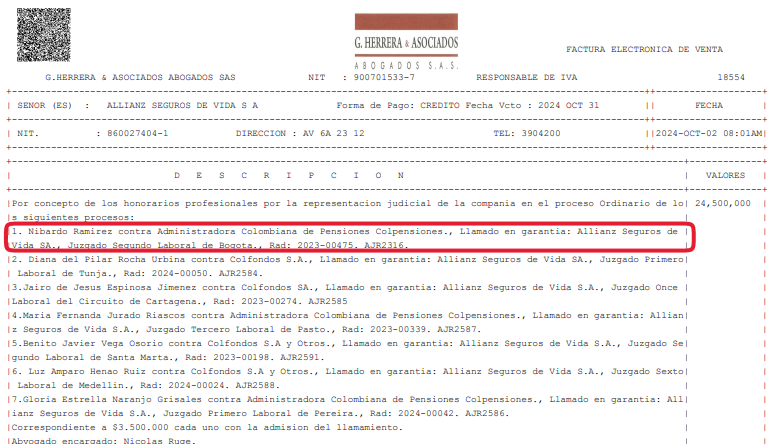 G. HERRERA & ASOCIADOS
ABOGADOS S.A.S.
FACTURA ELECTRONICA DE VENTA
G.HERRERA & ASOCIADOS ABOGADOS SAS NIT : 900701533-7 RESPONSABLE DE IVA 18554
SENOR (ES) : ALLIANZ SEGUROS DE VIDA S A Forma de Pago: CREDITO Fecha Vcto : 2024 OCT 31 || FECHA
NIT. : 860027404-1 DIRECCION : AV 6A 23 12 TEL: 3904200 ||2024-OCT-02 08:01AM|
| D E S C R I P C I O N | VALORES |
|Por concepto de los honorarios profesionales por la representacion judicial de la compania en el proceso Ordinario de lo| 24,500,000 |
|s siguientes procesos: | |
|1. Nibardo Ramirez contra Administradora Colombiana de Pensiones Colpensiones., Llamado en garantia: Allianz Seguros de | |
|Vida SA., Juzgado Segundo Laboral de Bogota., Rad: 2023-00475. AJR2316. | |
|2. Diana del Pilar Rocha Urbina contra Colfondos S.A., Llamado en garantia: Allianz Seguros de Vida SA., Juzgado Primero| |
| Laboral de Tunja., Rad: 2024-00050. AJR2584. | |
|3.Jairo de Jesus Espinosa Jimenez contra Colfondos SA., Llamado en garantia: Allianz Seguros de Vida S.A., Juzgado Once | |
|Laboral del Circuito de Cartagena., Rad: 2023-00274. AJR2585 | |
|4.Maria Fernanda Jurado Riascos contra Administradora Colombiana de Pensiones Colpensiones., Llamado en garantia: Allian| |
|z Seguros de Vida S.A., Juzgado Tercero Laboral de Pasto., Rad: 2023-00339. AJR2587. | |
|5.Benito Javier Vega Osorio contra Colfondos S.A y Otros., Llamado en garantia: Allianz Seguros de Vida S.A., Juzgado Se| |
|gundo Laboral de Santa Marta., Rad: 2023-00198. AJR2591. | |
|6. Luz Amparo Henao Ruiz contra Colfondos S.A y Otros., Llamado en garantia: Allianz Seguros de Vida S.A., Juzgado Sexto| |
| Laboral de Medellin., Rad: 2024-00024. AJR2588. | |
|7.Gloria Estrella Naranjo Grisales contra Administradora Colombiana de Pensiones Colpensiones., Llamado en garantia: All| |
|ianz Seguros de Vida S.A., Juzgado Primero Laboral de Pereira., Rad: 2024-00042. AJR2586. | |
|Correspondiente a $3.500.000 cada uno con la admision del llamamiento. | |
|Abogado encargado: Nicolas Ruge.